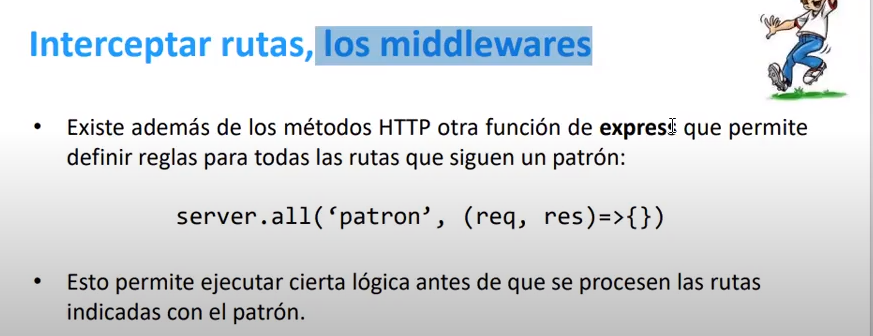 Interceptar rutas, los middlewares
• Existe además de los métodos HTTP otra función de express que permite
definir reglas para todas las rutas que siguen un patrón:
server.all(‘patron’, (req, res)=>{})
• Esto permite ejecutar cierta lógica antes de que se procesen las rutas
indicadas con el patrón.